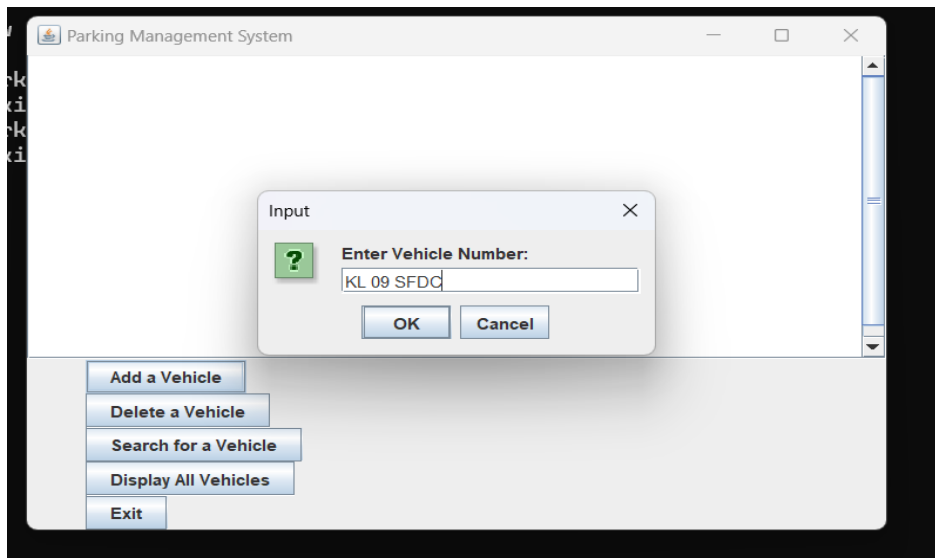 Parking Management System
Input
?
Enter Vehicle Number:
KL 09 SFDC
OK Cancel
Add a Vehicle
Delete a Vehicle
Search for a Vehicle
Display All Vehicles
Exit